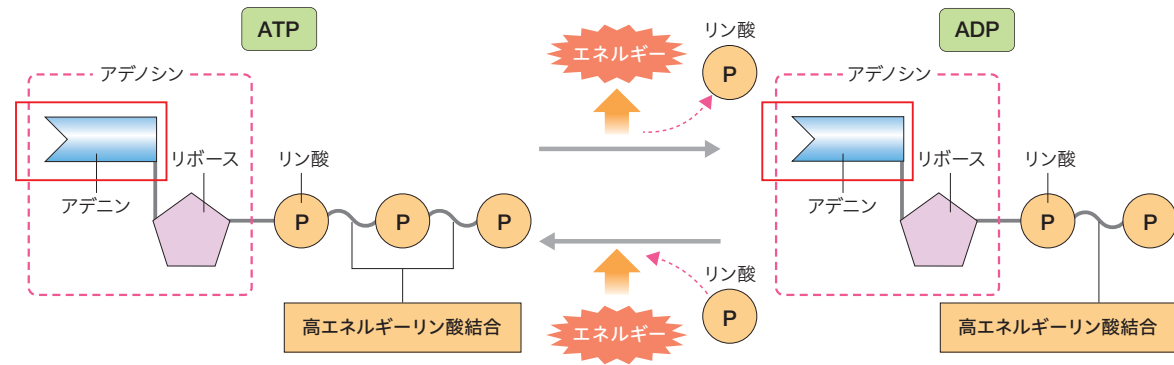 ATP
アデノシン
アデニン
リボース
リン酸
P
P
P
高エネルギーリン酸結合
エネルギー
リン酸
P
エネルギー
リン酸
P
ADP
アデノシン
アデニン
リボース
リン酸
P
P
高エネルギーリン酸結合